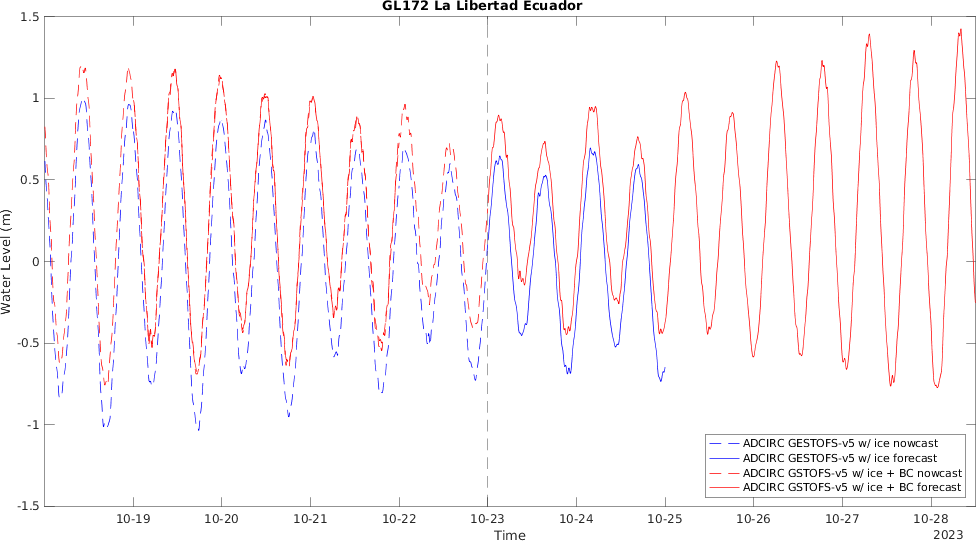 GL172 La Libertad Ecuador
1.5
1
0.5
0
-0.5
-1
-1.5
Water Level (m)
10-19 10-20 10-21 10-22 10-23 10-24 10-25 10-26 10-27 10-28
Time
2023
ADCIRC GESTOFS-v5 w/ ice nowcast
ADCIRC GESTOFS-v5 w/ ice forecast
ADCIRC GSTOFS-v5 w/ ice + BC nowcast
ADCIRC GSTOFS-v5 w/ ice + BC forecast